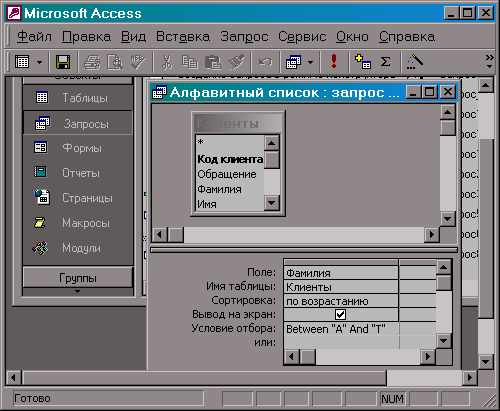 Microsoft Access
Файл Правка Вид Вставка Запрос Сервис Окно Справка
Таблицы
Запросы
Формы
Отчеты
Страницы
Макросы
Модули
Группы
Алфавитный список : запрос ...
Клиенты
*
Код клиента
Обращение
Фамилия
Имя
Поле: Фамилия
Имя таблицы: Клиенты
Сортировка: по возрастанию
Вывод на экран:
Условие отбора: Between "А" And "Т"
или:
Готово
NUM